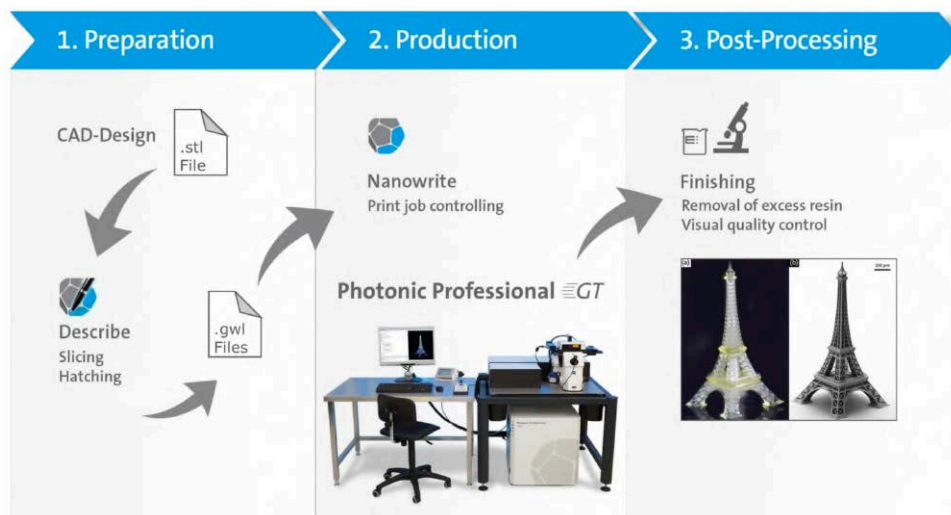 1. Preparation
2. Production
3. Post-Processing
CAD-Design
.stl
File
Describe
Slicing
Hatching
.gwl
Files
Nanowrite
Print job controlling
Photonic Professional GT
Finishing
Removal of excess resin
Visual quality control
(a)
(b)